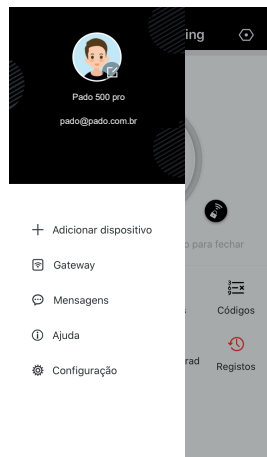 ing
Pado 500 pro
pado@pado.com.br
Adicionar dispositivo
Gateway
para fechar
Mensagens
Códigos
Ajuda
rad
Registos
Configuração